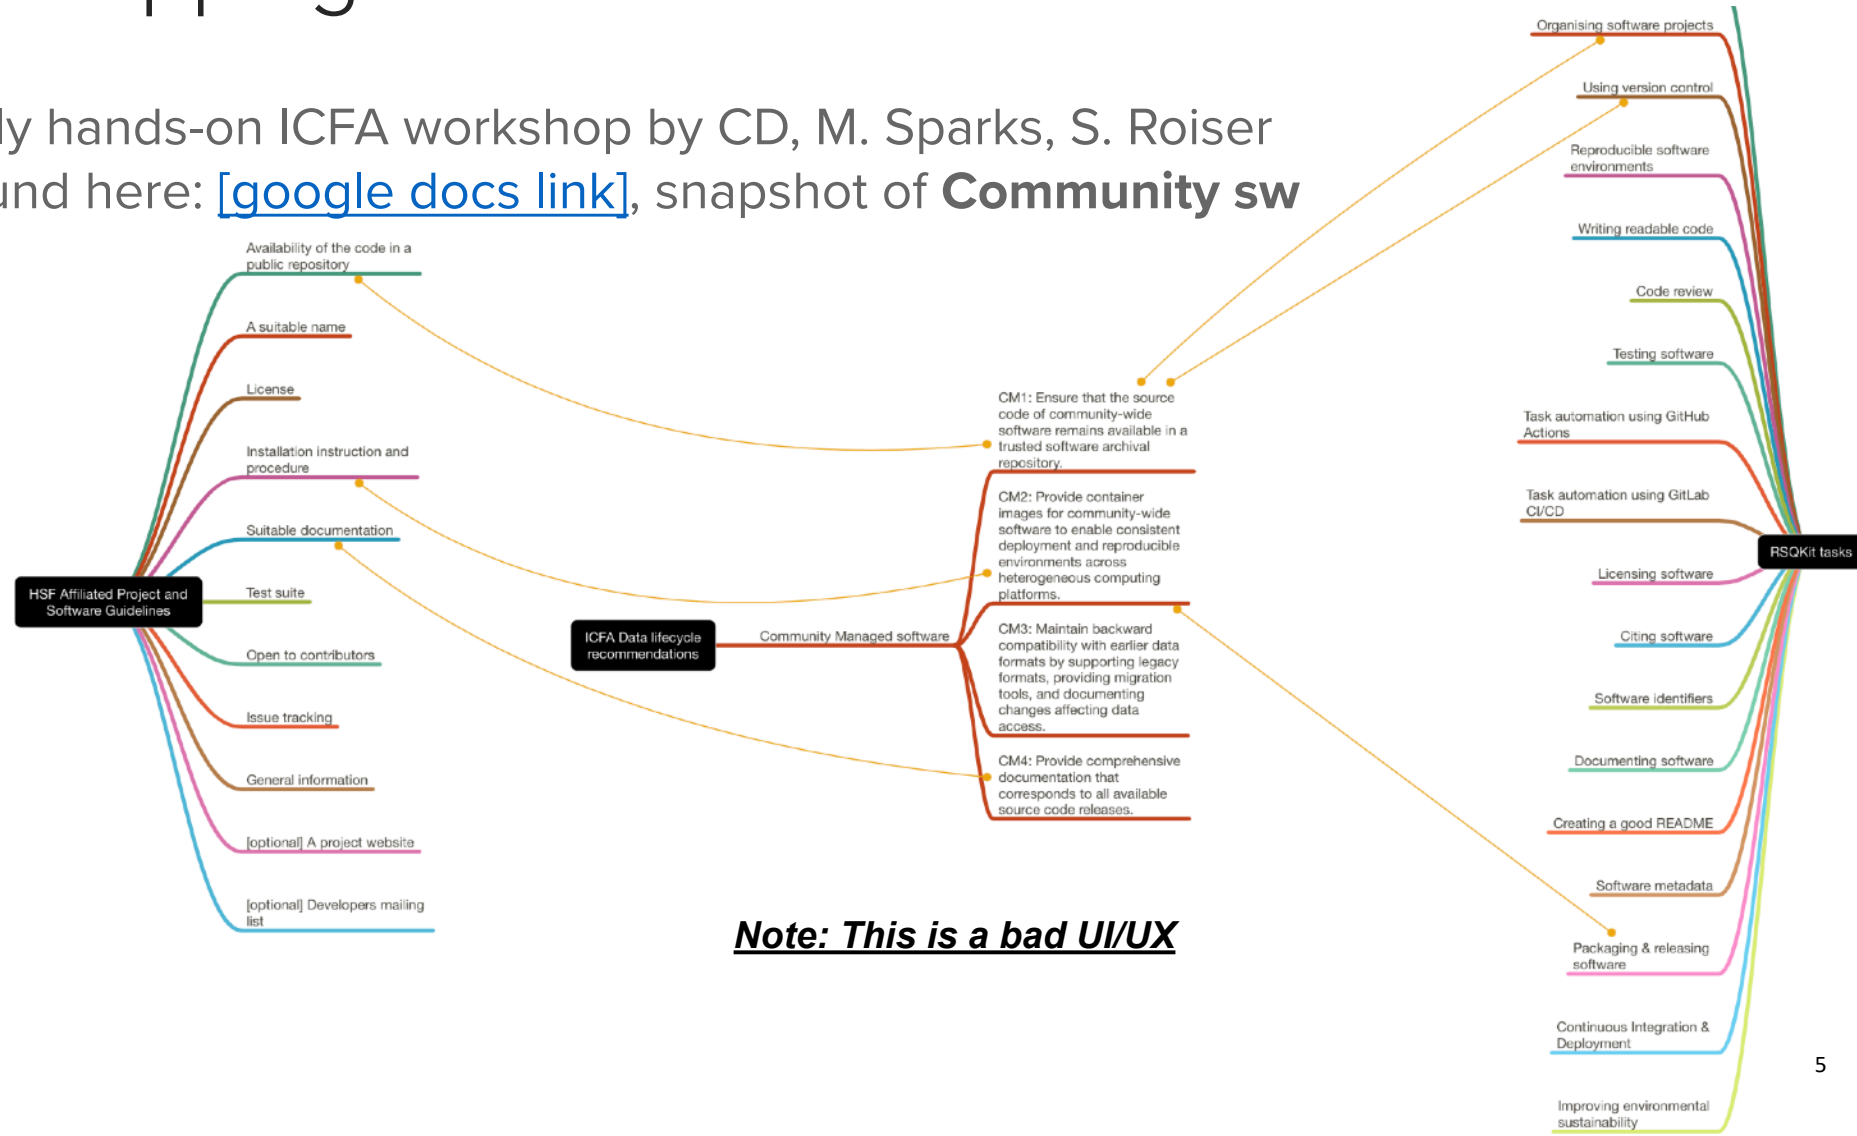 ly hands-on ICFA workshop by CD, M. Sparks, S. Roiser
und here: [google docs link], snapshot of Community sw
HSF Affiliated Project and
Software Guidelines
Availability of the code in a
public repository
A suitable name
License
Installation instruction and
procedure
Suitable documentation
Test suite
Open to contributors
Issue tracking
General information
[optional] A project website
[optional] Developers mailing
list
ICFA Data lifecycle
recommendations
Community Managed software
CM1: Ensure that the source
code of community-wide
software remains available in a
trusted software archival
repository.
CM2: Provide container
images for community-wide
software to enable consistent
deployment and reproducible
environments across
heterogeneous computing
platforms.
CM3: Maintain backward
compatibility with earlier data
formats by supporting legacy
formats, providing migration
tools, and documenting
changes affecting data
access.
CM4: Provide comprehensive
documentation that
corresponds to all available
source code releases.
Note: This is a bad UI/UX
Organising software projects
Using version control
Reproducible software
environments
Writing readable code
Code review
Testing software
Task automation using GitHub
Actions
Task automation using GitLab
CI/CD
RSQKit tasks
Licensing software
Citing software
Software identifiers
Documenting software
Creating a good README
Software metadata
Packaging & releasing
software
Continuous Integration &
Deployment
Improving environmental
sustainability
5